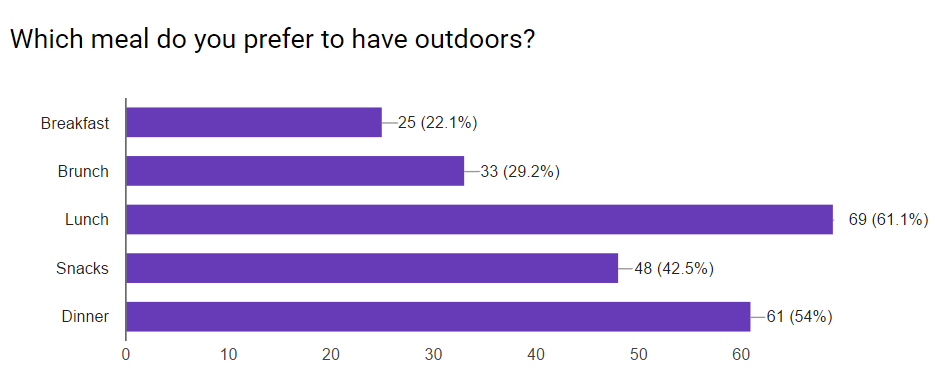 Which meal do you prefer to have outdoors?
Breakfast 25 (22.1%)
Brunch 33 (29.2%)
Lunch 69 (61.1%)
Snacks 48 (42.5%)
Dinner 61 (54%)
0 10 20 30 40 50 60